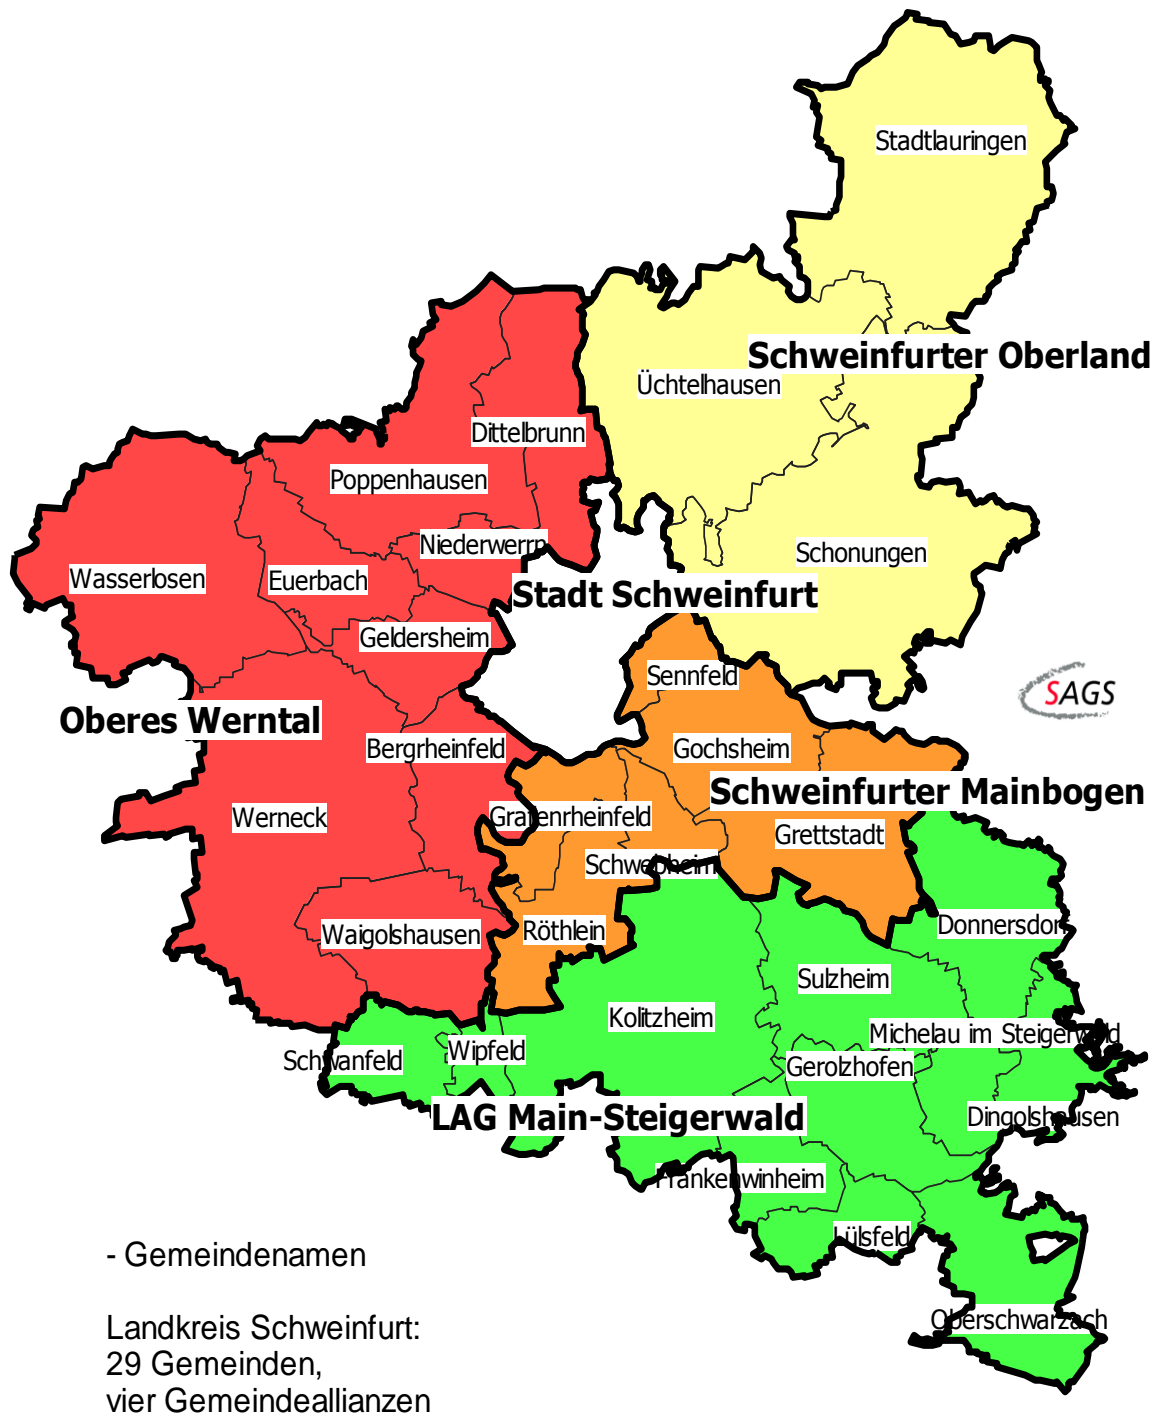 Stadtlauringen
Schweinfurter Oberland
Üchtelhausen
Dittelbrunn
Poppenhausen
Niederwerrn
Schonungen
Wasserlosen
Euerbach
Stadt Schweinfurt
Geldersheim
Sennfeld
SAGS
Oberes Werntal
Bergrheinfeld
Gochsheim
Schweinfurter Mainbogen
Werneck
Grafenrheinfeld
Grettstadt
Schwebheim
Waigolshausen
Röthlein
Donnersdorf
Sulzheim
Kolitzheim
Michelau im Steigerwald
Schwanfeld
Wipfeld
Gerolzhofen
LAG Main-Steigerwald
Dingolshausen
Frankenwinheim
Lülsfeld
- Gemeindenamen
Oberschwarzach
Landkreis Schweinfurt:
29 Gemeinden,
vier Gemeindeallianzen